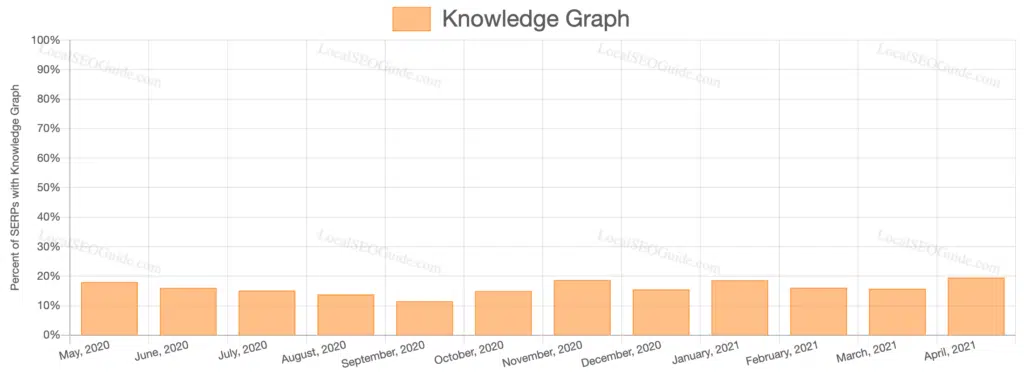 Knowledge Graph
Percent of SERPs with Knowledge Graph
100%
90%
80%
70%
60%
50%
40%
30%
20%
10%
0%
LocalSEOGuide.com
LocalSEOGuide.com
LocalSEOGuide.com
LocalSEOGuide.com
LocalSEOGuide.com
LocalSEOGuide.com
LocalSEOGuide.com
LocalSEOGuide.com
May, 2020
June, 2020
July, 2020
August, 2020
September, 2020
October, 2020
November, 2020
December, 2020
January, 2021
February, 2021
March, 2021
April, 2021